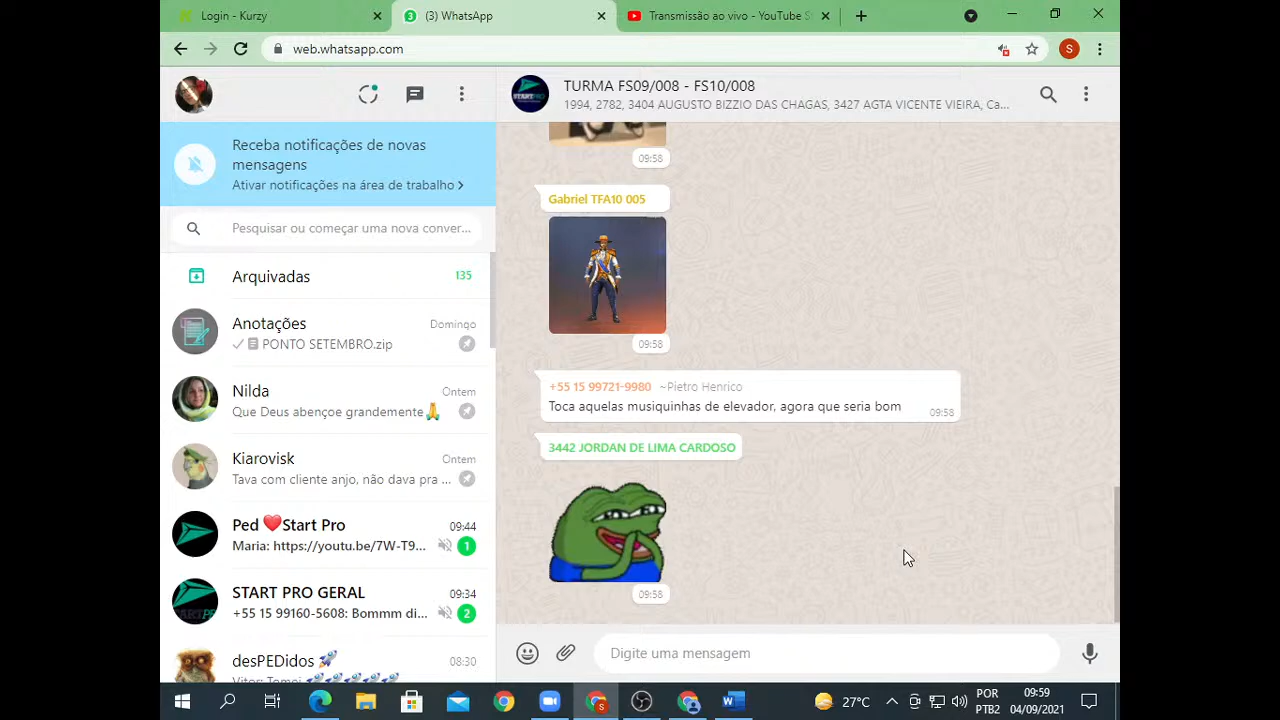 Login - Kurzy
(3) WhatsApp
Transmissão ao vivo - YouTube S
web.whatsapp.com
S
TURMA FS09/008 - FS10/008
1994, 2782, 3404 AUGUSTO BIZZIO DAS CHAGAS, 3427 AGTA VICENTE VIEIRA, Ca...
Receba notificações de novas
mensagens
Ativar notificações na área de trabalho
Pesquisar ou começar uma nova conver...
Arquivadas
135
Anotações
Domingo
PONTO SETEMBRO.zip
Nilda
Ontem
Que Deus abençoe grandemente🙏
Kiarovisk
Ontem
Tava com cliente anjo, não dava pra ...
Ped ❤️Start Pro
09:44
Maria: https://youtu.be/7W-T9...
1
START PRO GERAL
09:34
+55 15 99160-5608: Bommm di...
2
desPEDidos 🚀
08:30
Vitor: Tomei 🚀🚀🚀🚀🚀
09:58
Gabriel TFA10 005
09:58
+55 15 99721-9980 ~Pietro Henrico
Toca aquelas musiquinhas de elevador, agora que seria bom
09:58
3442 JORDAN DE LIMA CARDOSO
09:58
Digite uma mensagem
27°C
POR
PTB2
09:59
04/09/2021